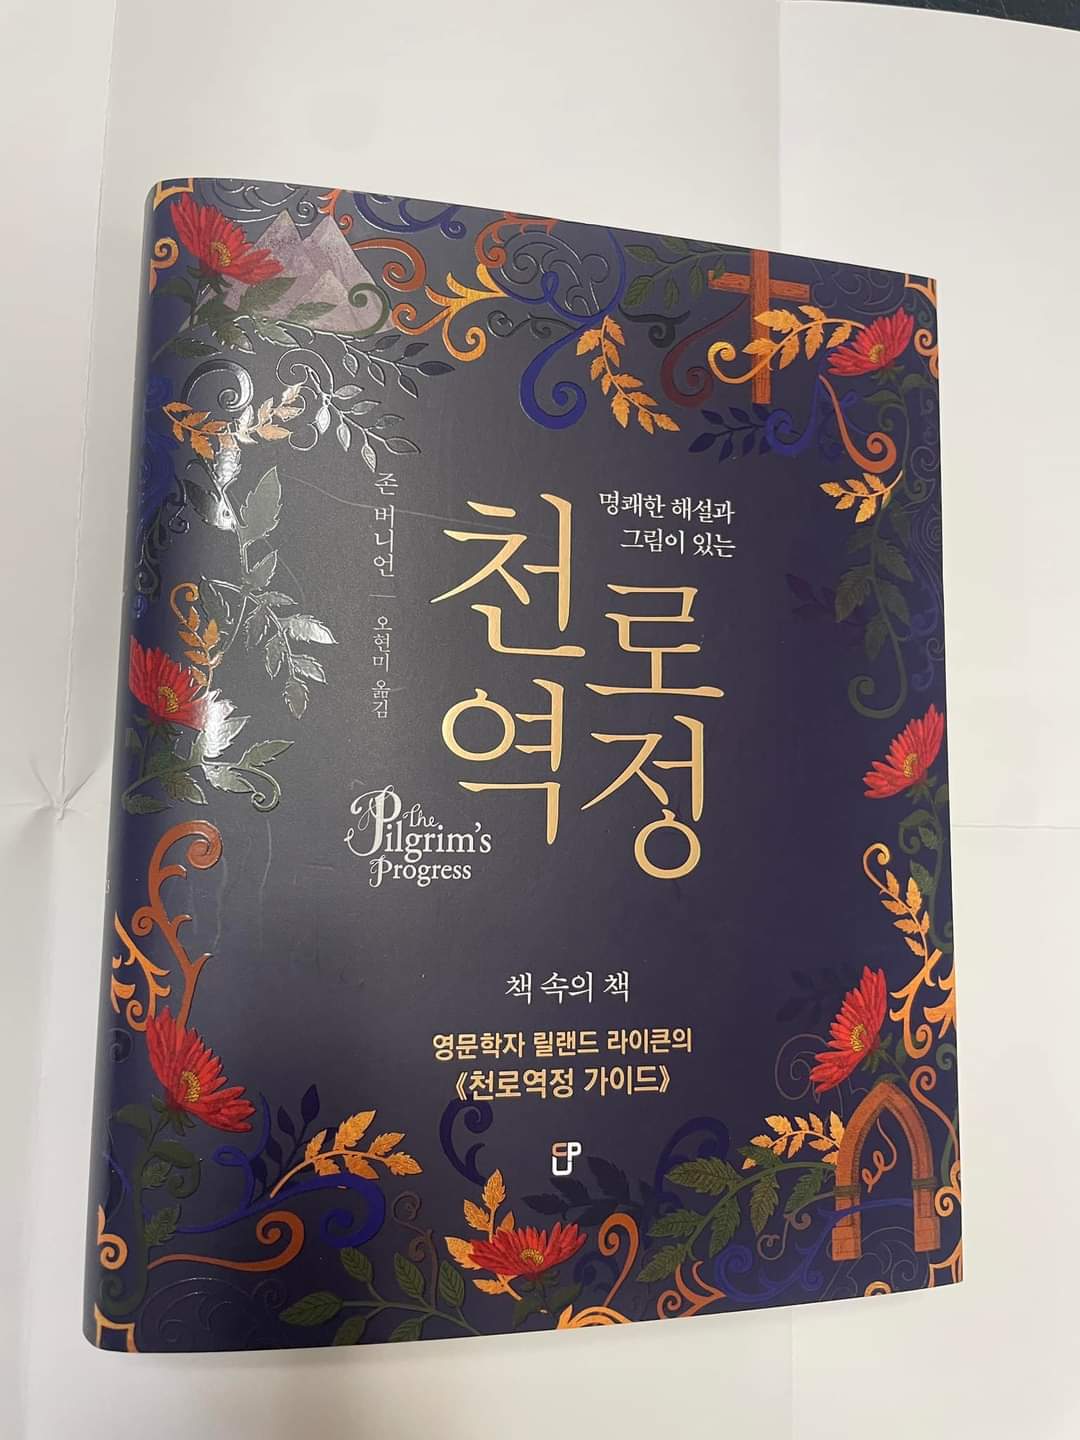 명쾌한 해설과
그림이 있는
천로
역정
존 버니언 | 오현미 옮김
The
Pilgrim's
Progress
책 속의 책
영문학자 릴랜드 라이큰의
《천로역정 가이드》
CUP